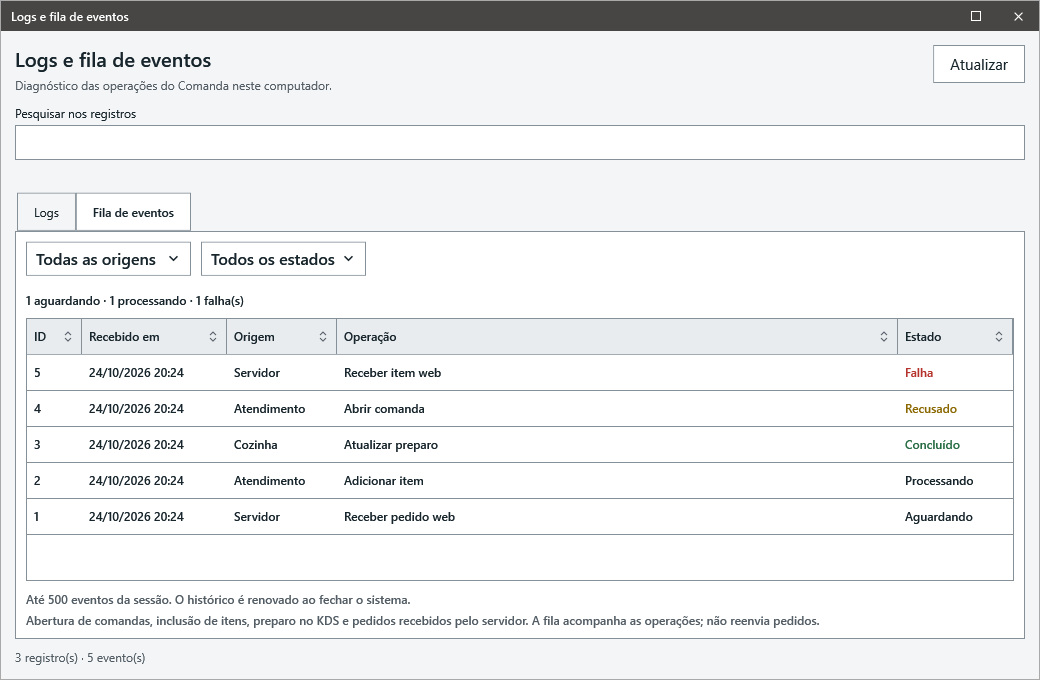 Logs e fila de eventos
Logs e fila de eventos
Atualizar
Diagnóstico das operações do Comanda neste computador.
Pesquisar nos registros
Logs Fila de eventos
Todas as origens Todos os estados
1 aguardando · 1 processando · 1 falha(s)
ID Recebido em Origem Operação Estado
5 24/10/2026 20:24 Servidor Receber item web Falha
4 24/10/2026 20:24 Atendimento Abrir comanda Recusado
3 24/10/2026 20:24 Cozinha Atualizar preparo Concluído
2 24/10/2026 20:24 Atendimento Adicionar item Processando
1 24/10/2026 20:24 Servidor Receber pedido web Aguardando
Até 500 eventos da sessão. O histórico é renovado ao fechar o sistema.
Abertura de comandas, inclusão de itens, preparo no KDS e pedidos recebidos pelo servidor. A fila acompanha as operações; não reenvia pedidos.
3 registro(s) · 5 evento(s)